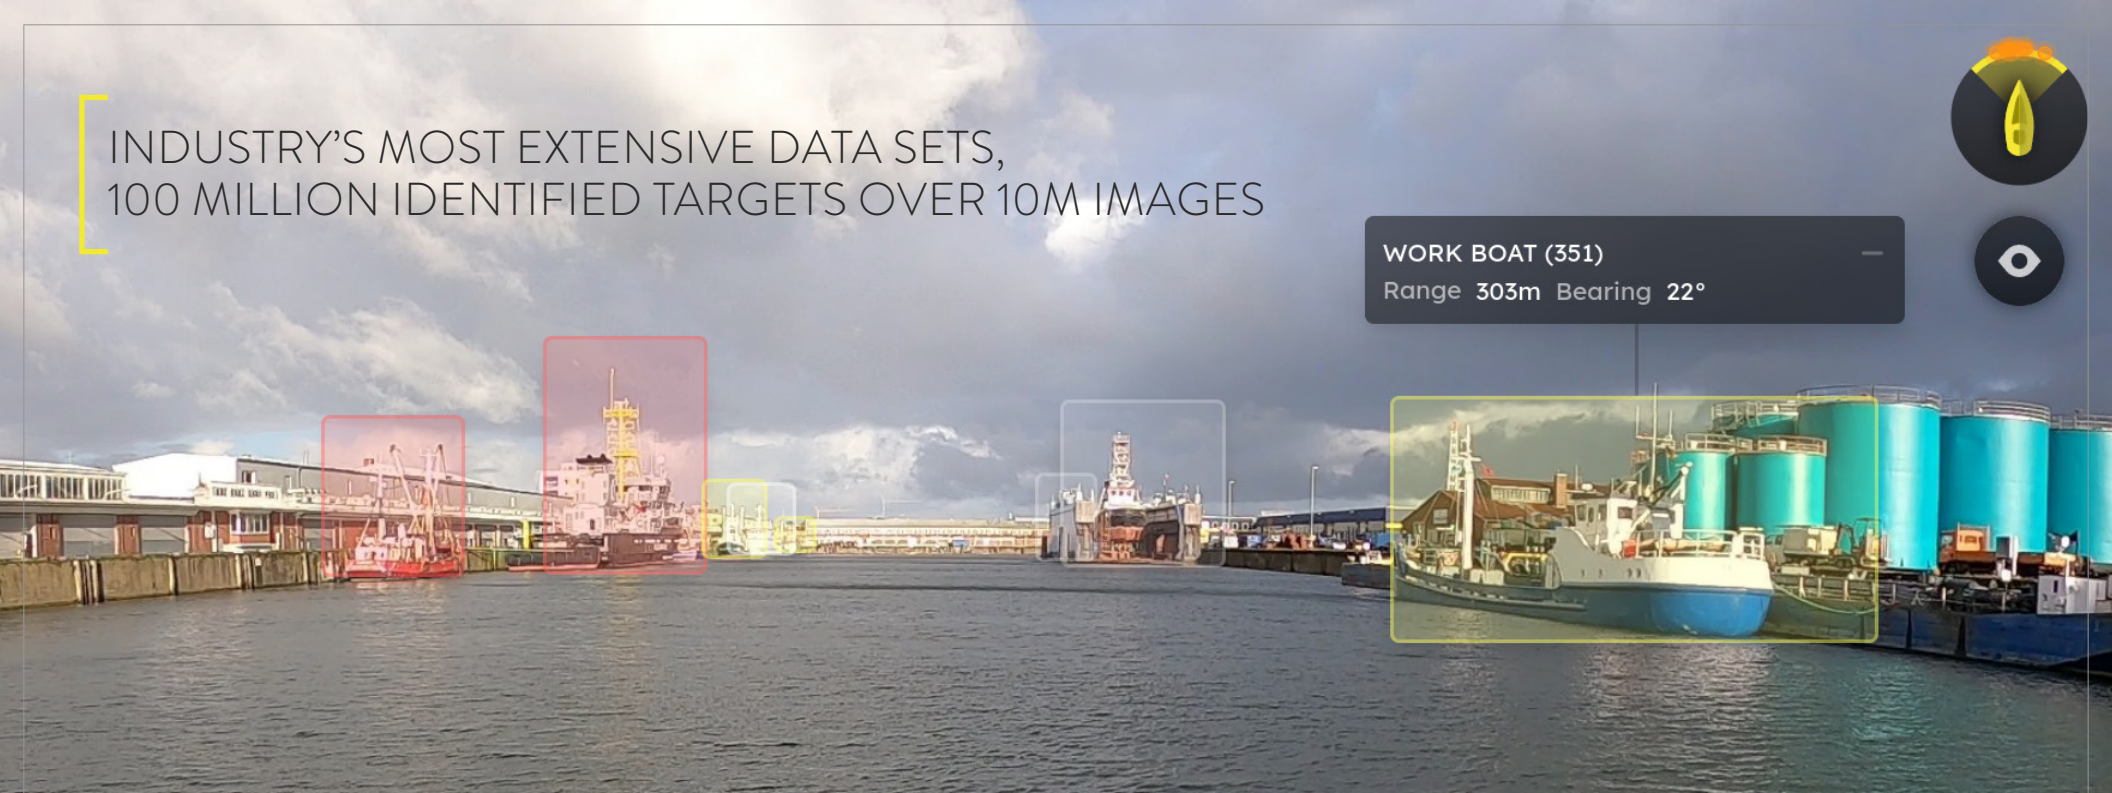 INDUSTRY’S MOST EXTENSIVE DATA SETS,
100 MILLION IDENTIFIED TARGETS OVER 10M IMAGES
WORK BOAT (351)
Range 303m Bearing 22°